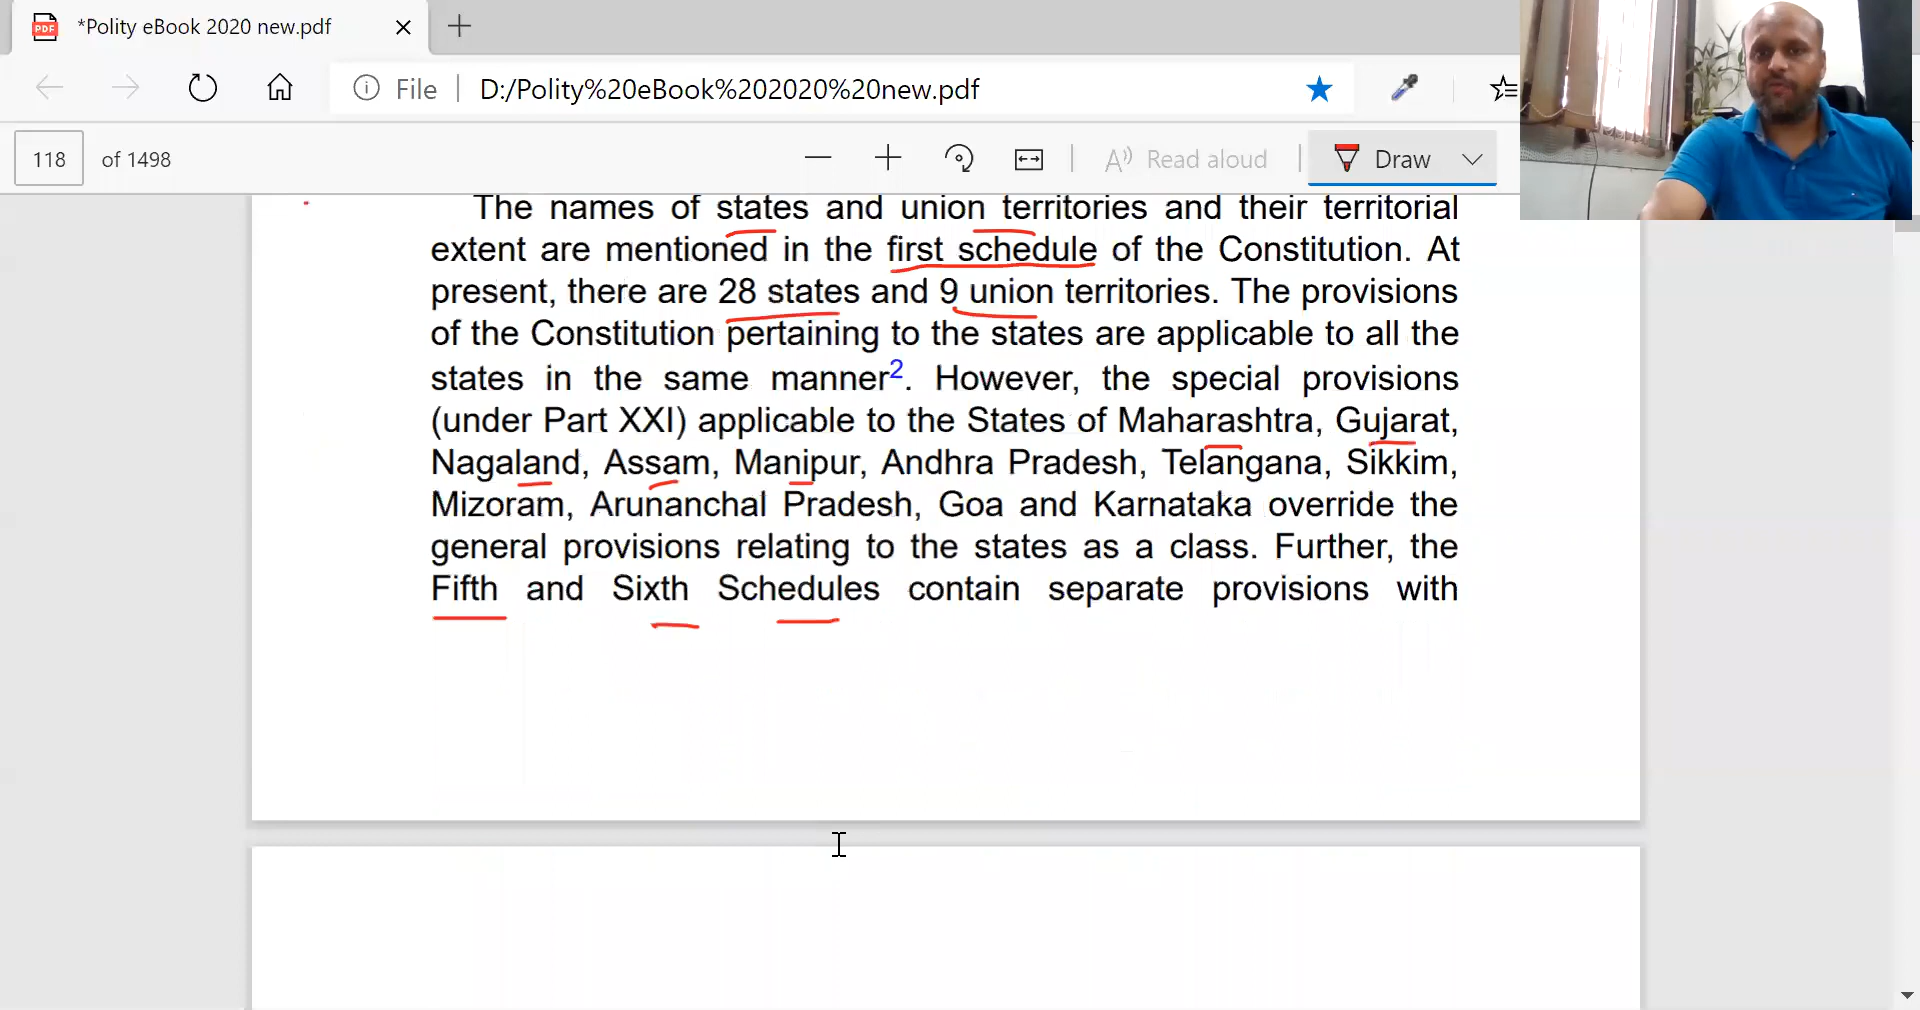 *Polity eBook 2020 new.pdf
File D:/Polity%20eBook%202020%20new.pdf
118 of 1498 Read aloud Draw
The names of states and union territories and their territorial
extent are mentioned in the first schedule of the Constitution. At
present, there are 28 states and 9 union territories. The provisions
of the Constitution pertaining to the states are applicable to all the
states in the same manner2. However, the special provisions
(under Part XXI) applicable to the States of Maharashtra, Gujarat,
Nagaland, Assam, Manipur, Andhra Pradesh, Telangana, Sikkim,
Mizoram, Arunanchal Pradesh, Goa and Karnataka override the
general provisions relating to the states as a class. Further, the
Fifth and Sixth Schedules contain separate provisions with